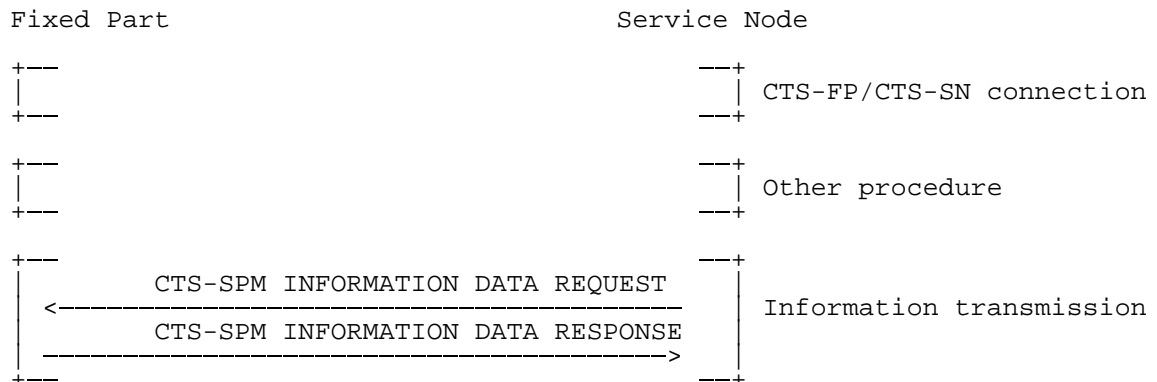 Fixed Part Service Node
CTS-FP/CTS-SN connection
Other procedure
CTS-SPM INFORMATION DATA REQUEST
Information transmission
CTS-SPM INFORMATION DATA RESPONSE